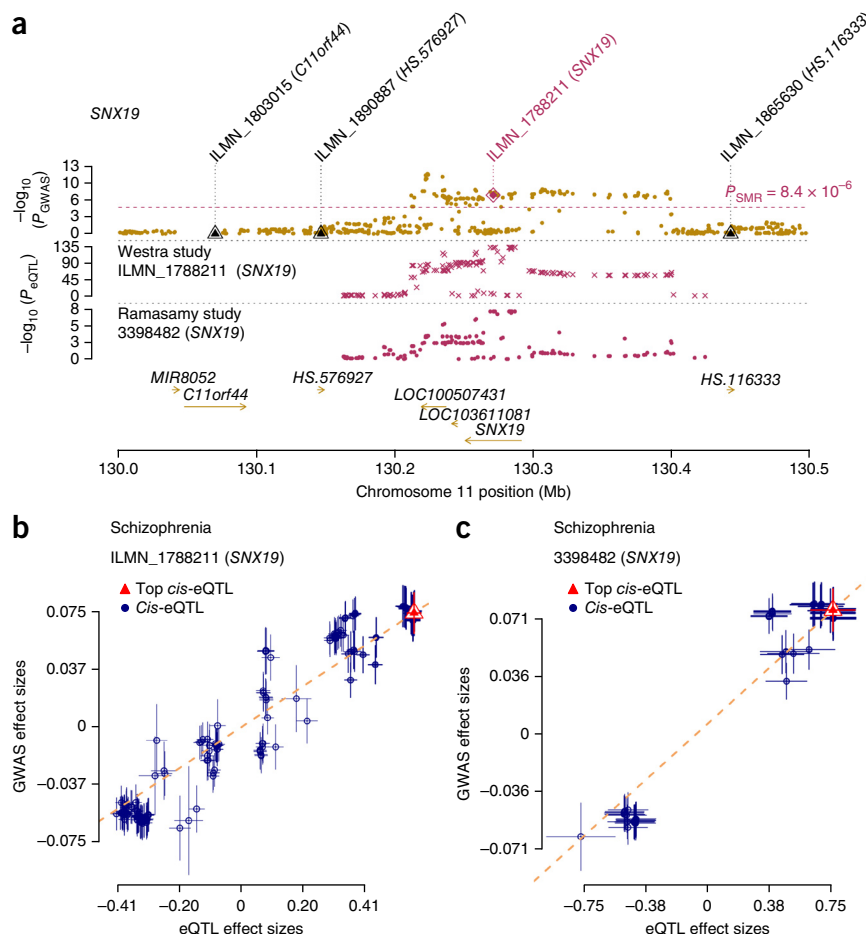 a
SNX19
ILMN_1803015 (C11orf44)
ILMN_1890887 (HS.576927)
ILMN_1788211 (SNX19)
ILMN_1865630 (HS.116333)
−log10 (PGWAS)
13
10
6
3
0
PSMR = 8.4 × 10−6
−log10 (PeQTL)
Westra study
ILMN_1788211 (SNX19)
135
90
45
0
Ramasamy study
3398482 (SNX19)
8
5
3
0
MIR8052
C11orf44
HS.576927
LOC100507431
LOC103611081
SNX19
HS.116333
130.0 130.1 130.2 130.3 130.4 130.5
Chromosome 11 position (Mb)
b
Schizophrenia
ILMN_1788211 (SNX19)
Top cis-eQTL
Cis-eQTL
GWAS effect sizes
0.075
0.037
0
−0.037
−0.075
−0.41 −0.20 0 0.20 0.41
eQTL effect sizes
c
Schizophrenia
3398482 (SNX19)
Top cis-eQTL
Cis-eQTL
GWAS effect sizes
0.071
0.036
0
−0.036
−0.071
−0.75 −0.38 0 0.38 0.75
eQTL effect sizes